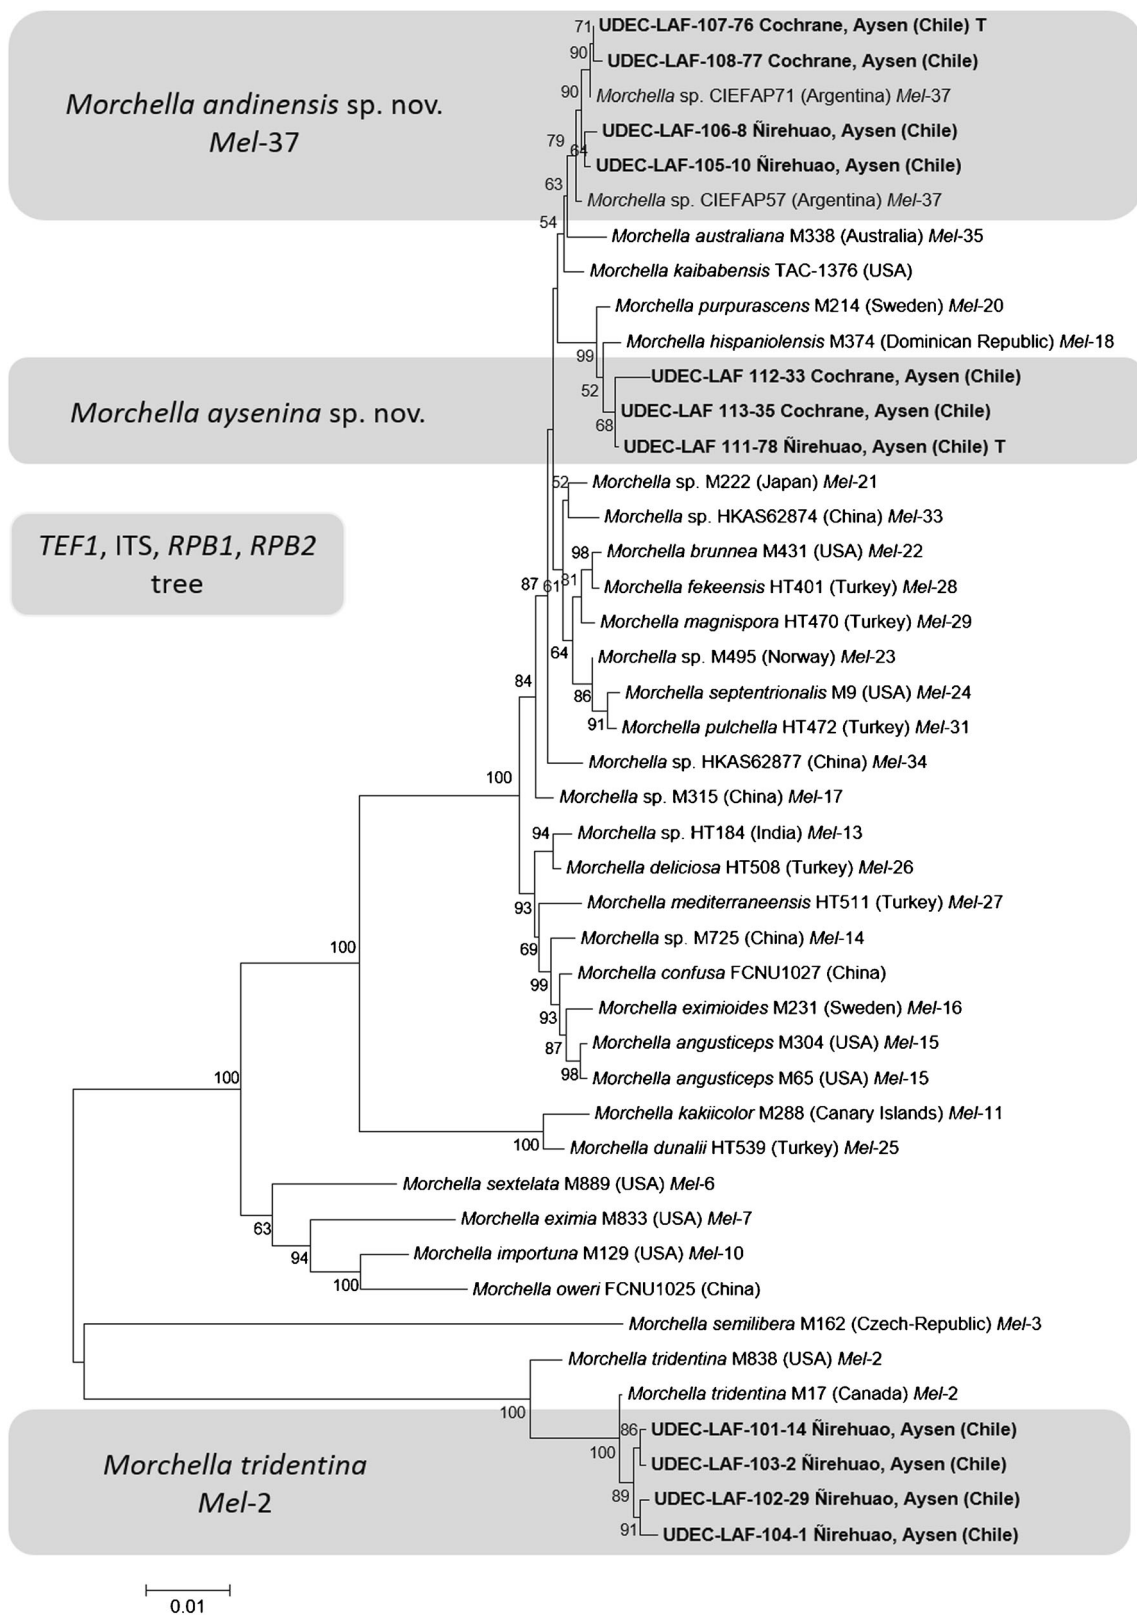 71 UDEC-LAF-107-76 Cochrane, Aysen (Chile) T
90 UDEC-LAF-108-77 Cochrane, Aysen (Chile)
Morchella andinensis sp. nov.
Mel-37
90 Morchella sp. CIEFAP71 (Argentina) Mel-37
79 64 UDEC-LAF-106-8 Ñirehuao, Aysen (Chile)
UDEC-LAF-105-10 Ñirehuao, Aysen (Chile)
63 Morchella sp. CIEFAP57 (Argentina) Mel-37
54
Morchella australiana M338 (Australia) Mel-35
Morchella kaibabensis TAC-1376 (USA)
Morchella purpurascens M214 (Sweden) Mel-20
99 Morchella hispaniolensis M374 (Dominican Republic) Mel-18
52 UDEC-LAF 112-33 Cochrane, Aysen (Chile)
Morchella aysenina sp. nov.
68 UDEC-LAF 113-35 Cochrane, Aysen (Chile)
UDEC-LAF 111-78 Ñirehuao, Aysen (Chile) T
52 Morchella sp. M222 (Japan) Mel-21
Morchella sp. HKAS62874 (China) Mel-33
TEF1, ITS, RPB1, RPB2
tree
98 Morchella brunnea M431 (USA) Mel-22
87 61 81 Morchella fekeensis HT401 (Turkey) Mel-28
Morchella magnispora HT470 (Turkey) Mel-29
64 Morchella sp. M495 (Norway) Mel-23
84 86 Morchella septentrionalis M9 (USA) Mel-24
91 Morchella pulchella HT472 (Turkey) Mel-31
Morchella sp. HKAS62877 (China) Mel-34
100
Morchella sp. M315 (China) Mel-17
94 Morchella sp. HT184 (India) Mel-13
Morchella deliciosa HT508 (Turkey) Mel-26
93 Morchella mediterraneensis HT511 (Turkey) Mel-27
100 69 Morchella sp. M725 (China) Mel-14
99 Morchella confusa FCNU1027 (China)
93 Morchella eximioides M231 (Sweden) Mel-16
87 Morchella angusticeps M304 (USA) Mel-15
100 98 Morchella angusticeps M65 (USA) Mel-15
Morchella kakiicolor M288 (Canary Islands) Mel-11
100 Morchella dunalii HT539 (Turkey) Mel-25
Morchella sextelata M889 (USA) Mel-6
63 Morchella eximia M833 (USA) Mel-7
94 Morchella importuna M129 (USA) Mel-10
100 Morchella oweri FCNU1025 (China)
Morchella semilibera M162 (Czech-Republic) Mel-3
Morchella tridentina M838 (USA) Mel-2
Morchella tridentina M17 (Canada) Mel-2
100
86 UDEC-LAF-101-14 Ñirehuao, Aysen (Chile)
100
Morchella tridentina
Mel-2
UDEC-LAF-103-2 Ñirehuao, Aysen (Chile)
89 UDEC-LAF-102-29 Ñirehuao, Aysen (Chile)
91 UDEC-LAF-104-1 Ñirehuao, Aysen (Chile)
0.01